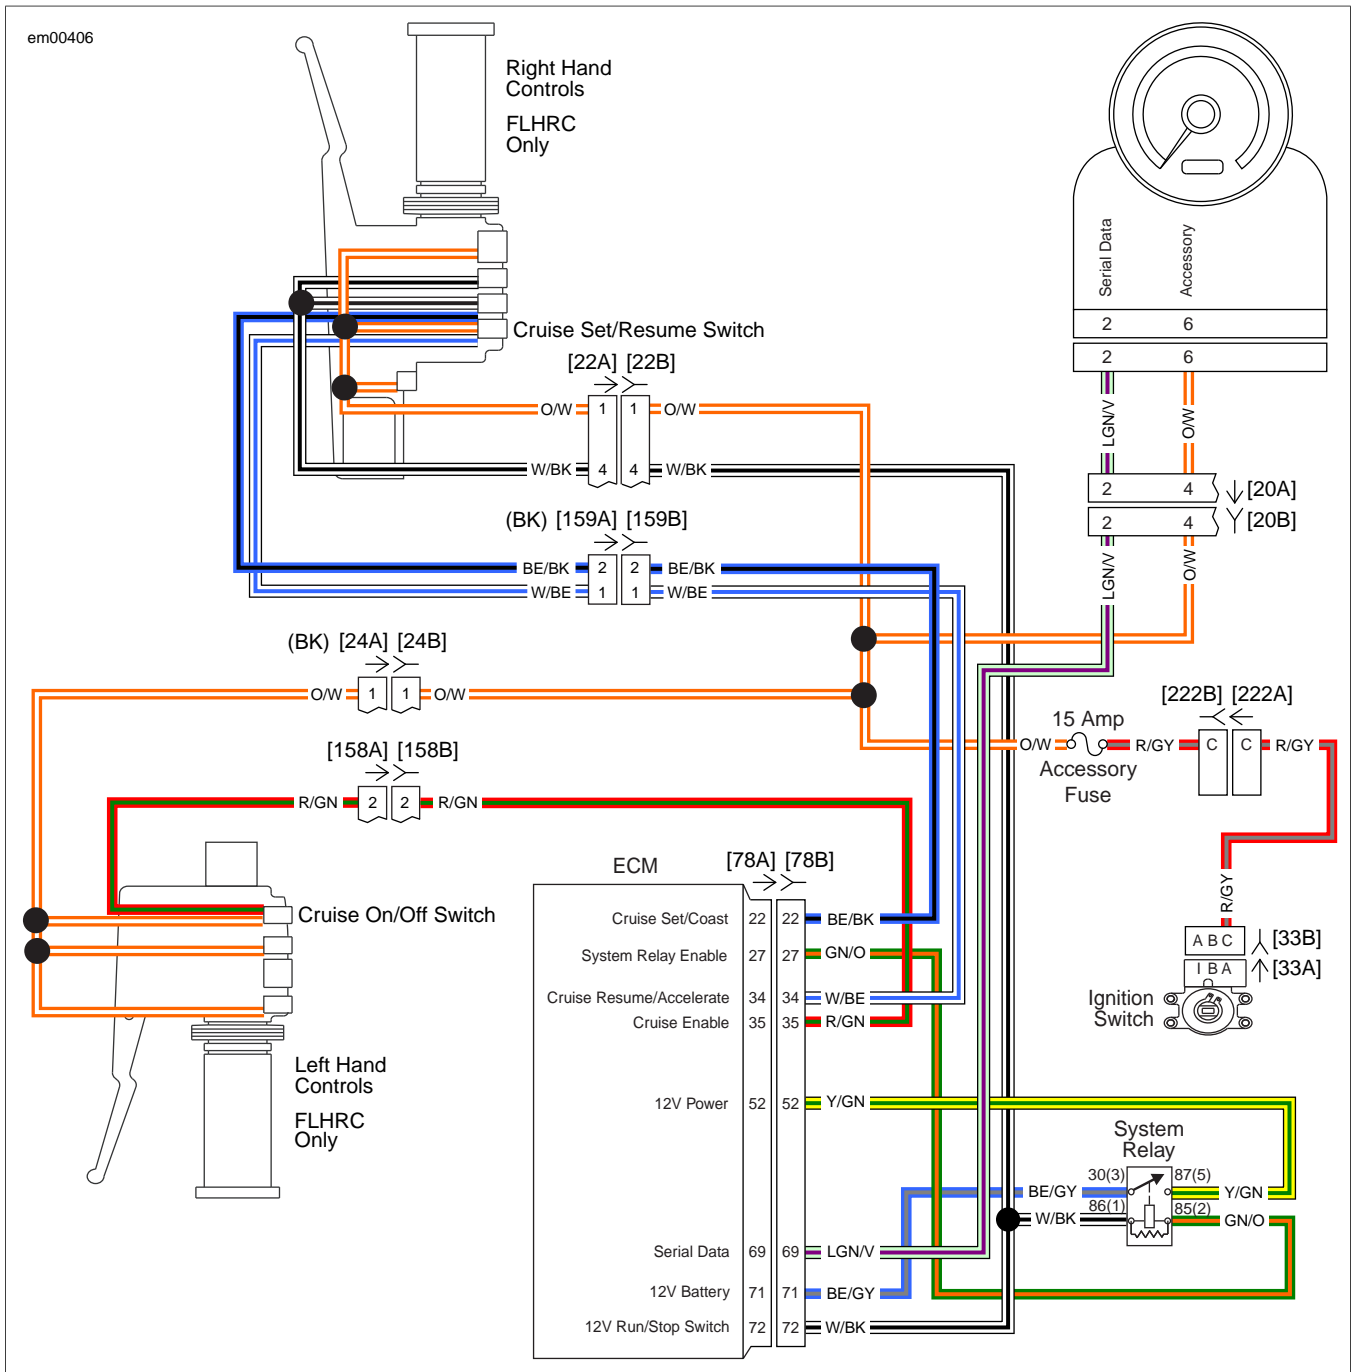 em00406
Right Hand
Controls
FLHRC
Only
Serial Data
Accessory
2 6
2 6
Cruise Set/Resume Switch
[22A] [22B]
O/W 1 1 O/W
W/BK 4 4 W/BK
LGN/V O/W
2 4 [20A]
2 4 [20B]
LGN/V O/W
(BK) [159A] [159B]
BE/BK 2 2 BE/BK
W/BE 1 1 W/BE
(BK) [24A] [24B]
O/W 1 1 O/W
[222B] [222A]
15 Amp
O/W R/GY C C R/GY
Accessory
Fuse
[158A] [158B]
R/GN 2 2 R/GN
R/GY
ECM
[78A] [78B]
Cruise On/Off Switch
Cruise Set/Coast 22 22 BE/BK
System Relay Enable 27 27 GN/O
Cruise Resume/Accelerate 34 34 W/BE
Cruise Enable 35 35 R/GN
A B C [33B]
I B A [33A]
Ignition
Switch
Left Hand
Controls
FLHRC
Only
12V Power 52 52 Y/GN
System
Relay
30(3) 87(5)
BE/GY Y/GN
86(1) 85(2)
W/BK GN/O
Serial Data 69 69 LGN/V
12V Battery 71 71 BE/GY
12V Run/Stop Switch 72 72 W/BK